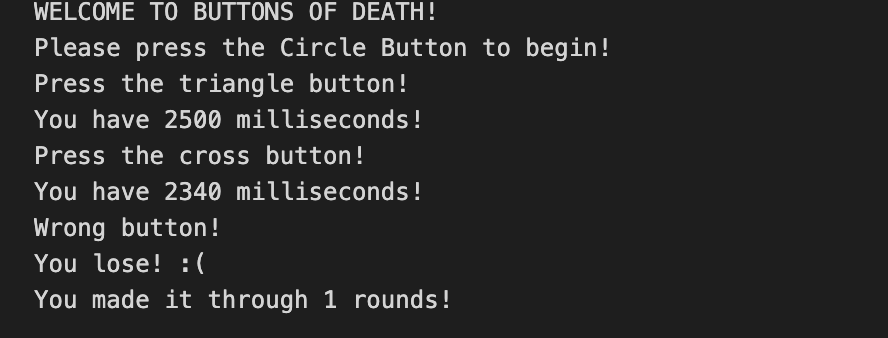 WELCOME TO BUTTONS OF DEATH!
Please press the Circle Button to begin!
Press the triangle button!
You have 2500 milliseconds!
Press the cross button!
You have 2340 milliseconds!
Wrong button!
You lose! :(
You made it through 1 rounds!